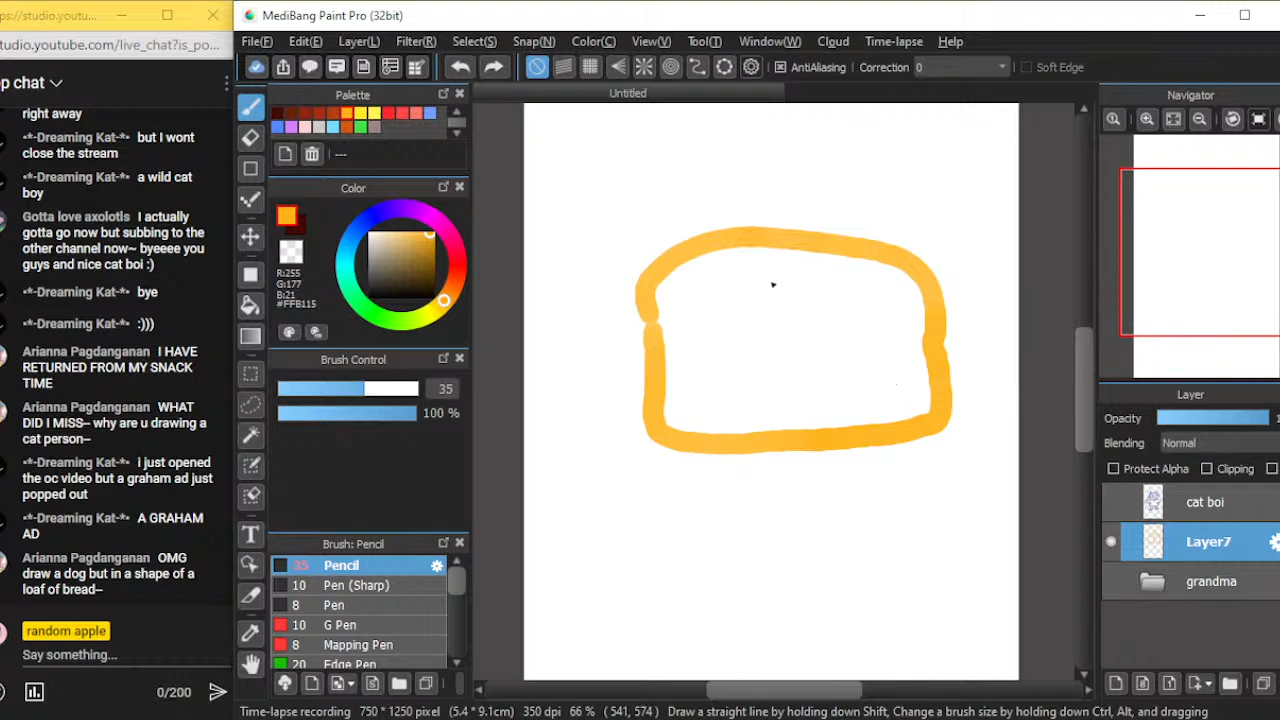 https://studio.youtu...
studio.youtube.com/live_chat?is_po...
op chat
right away
-*•Dreaming Kat•*- but I wont
close the stream
-*•Dreaming Kat•*- a wild cat
boy
Gotta love axolotls I actually
gotta go now but subbing to the
other channel now~ byeeee you
guys and nice cat boi :)
-*•Dreaming Kat•*- bye
-*•Dreaming Kat•*- :)))
Arianna Pagdanganan I HAVE
RETURNED FROM MY SNACK
TIME
Arianna Pagdanganan WHAT
DID I MISS-- why are u drawing a
cat person--
-*•Dreaming Kat•*- i just opened
the oc video but a graham ad just
popped out
-*•Dreaming Kat•*- A GRAHAM
AD
Arianna Pagdanganan OMG
draw a dog but in a shape of a
loaf of bread--
random apple
Say something...
0/200
MediBang Paint Pro (32bit)
File(F) Edit(E) Layer(L) Filter(R) Select(S) Snap(N) Color(C) View(V) Tool(T) Window(W) Cloud Time-lapse Help
AntiAliasing Correction 0 Soft Edge
Palette
---
Color
R:255
G:177
B:21
#FFB115
Brush Control
35
100 %
Brush: Pencil
35 Pencil
10 Pen (Sharp)
8 Pen
10 G Pen
8 Mapping Pen
20 Edge Pen
Untitled
Navigator
Layer
Opacity 1
Blending Normal
Protect Alpha Clipping
cat boi
Layer7
grandma
Time-lapse recording 750 * 1250 pixel (5.4 * 9.1cm) 350 dpi 66 % ( 541, 574 ) Draw a straight line by holding down Shift, Change a brush size by holding down Ctrl, Alt, and dragging